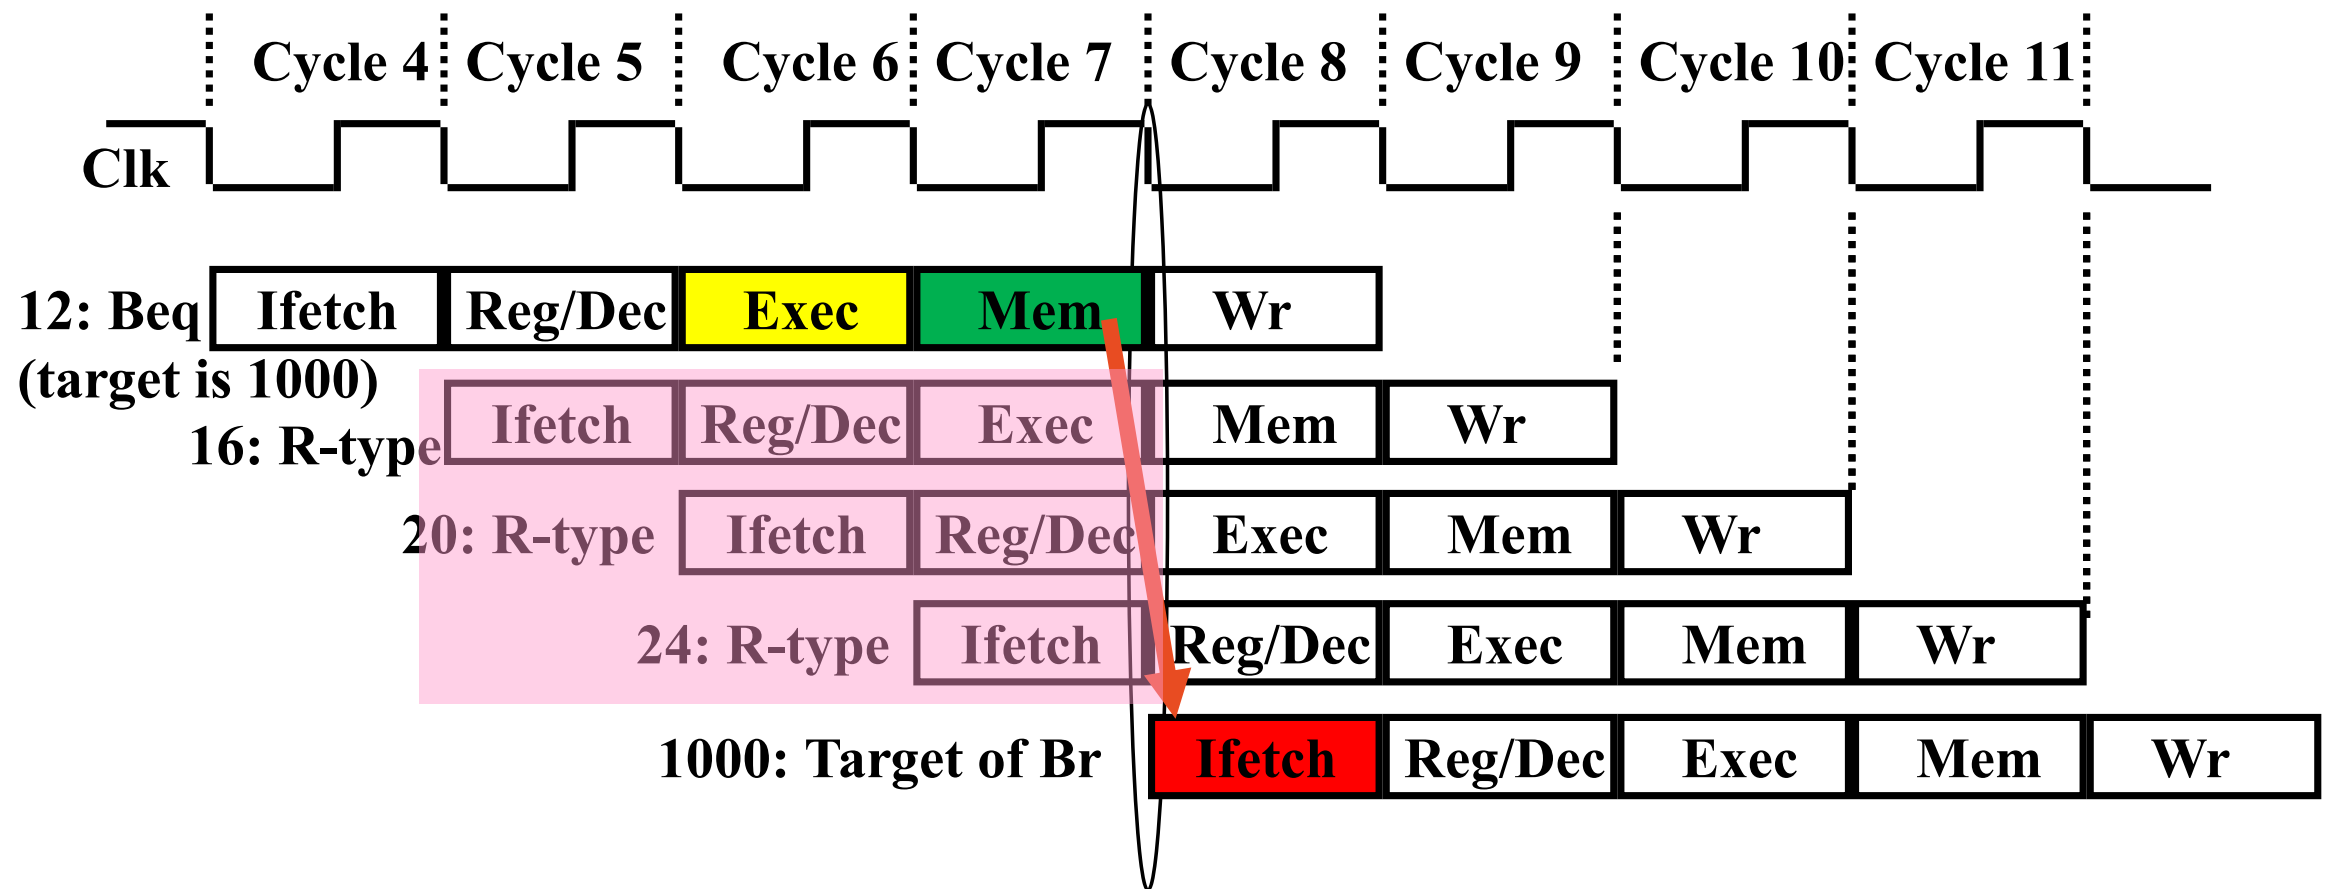 Cycle 4 Cycle 5 Cycle 6 Cycle 7 Cycle 8 Cycle 9 Cycle 10 Cycle 11
Clk
12: Beq Ifetch Reg/Dec Exec Mem Wr
(target is 1000)
16: R-type Ifetch Reg/Dec Exec Mem Wr
20: R-type Ifetch Reg/Dec Exec Mem Wr
24: R-type Ifetch Reg/Dec Exec Mem Wr
1000: Target of Br Ifetch Reg/Dec Exec Mem Wr